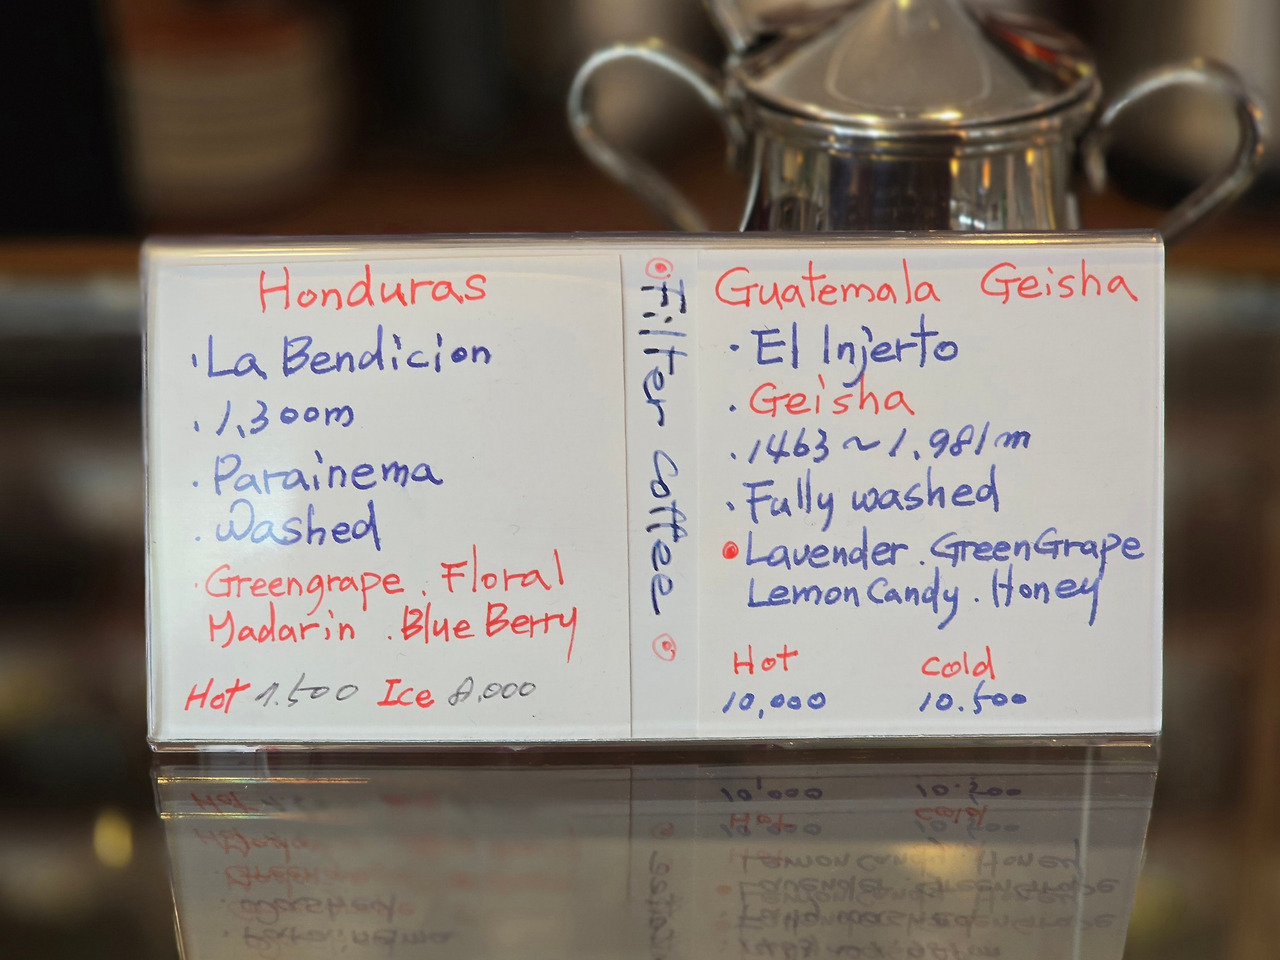 Honduras
· La Bendicion
· 1,300m
· Parainema
· Washed
· Greengrape . Floral
Madarin . Blue Berry
Hot 7.500 Ice 8.000
Filter Coffee
Guatemala Geisha
· El Injerto
· Geisha
· 1463 ~ 1,981m
· Fully washed
• Lavender . GreenGrape
Lemon Candy . Honey
Hot Cold
10,000 10.500